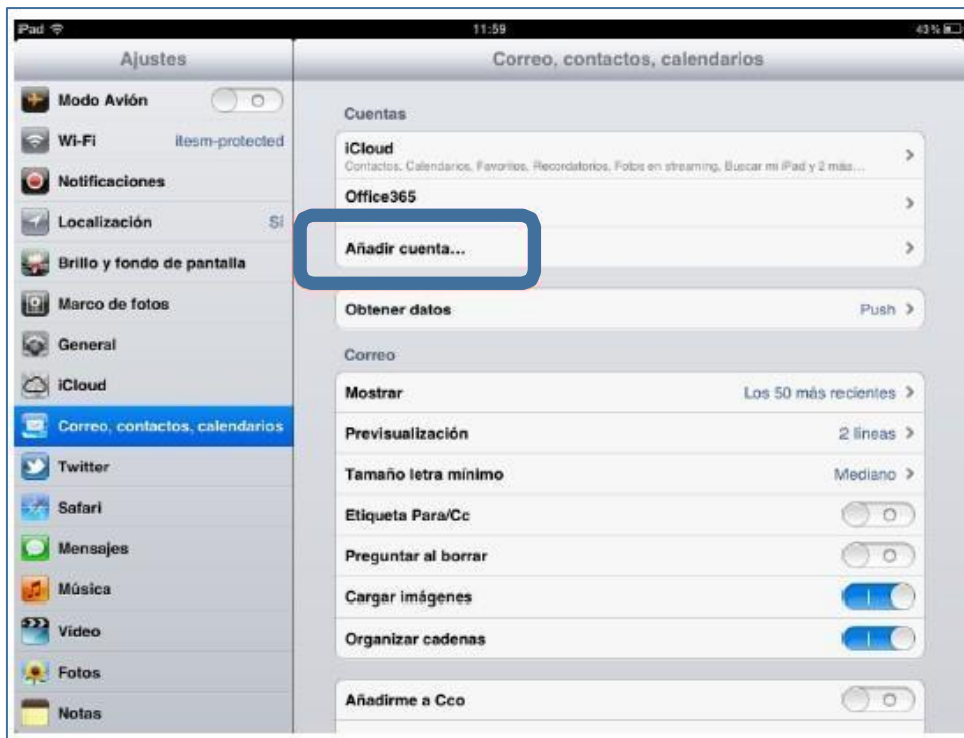 iPad 11:59 43 %
Ajustes
Correo, contactos, calendarios
Modo Avión
Wi-Fi itesm-protected
Notificaciones
Localización Sí
Brillo y fondo de pantalla
Marco de fotos
General
iCloud
Correo, contactos, calendarios
Twitter
Safari
Mensajes
Música
Vídeo
Fotos
Notas
Cuentas
iCloud
Contactos, Calendarios, Favoritos, Recordatorios, Fotos en streaming, Buscar mi iPad y 2 más...
Office365
Añadir cuenta...
Obtener datos Push
Correo
Mostrar Los 50 más recientes
Previsualización 2 líneas
Tamaño letra mínimo Mediano
Etiqueta Para/Cc
Preguntar al borrar
Cargar imágenes
Organizar cadenas
Añadirme a Cco